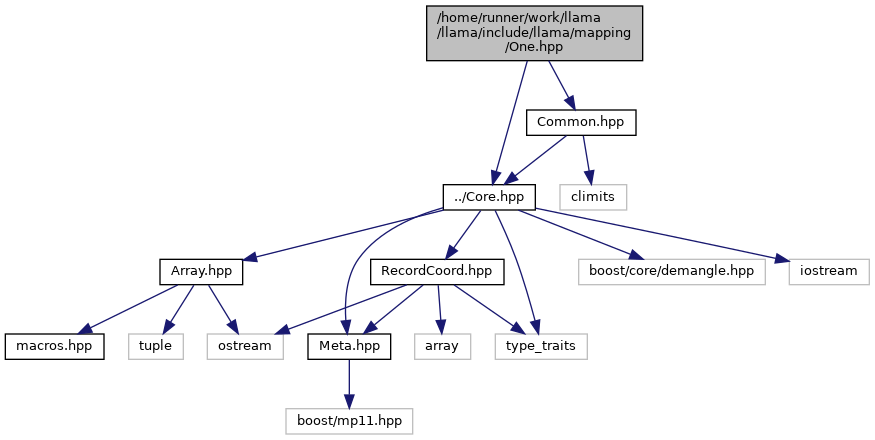 /home/runner/work/llama
/llama/include/llama/mapping
/One.hpp
Common.hpp
../Core.hpp
climits
Array.hpp
RecordCoord.hpp
boost/core/demangle.hpp
iostream
macros.hpp
tuple
ostream
Meta.hpp
array
type_traits
boost/mp11.hpp